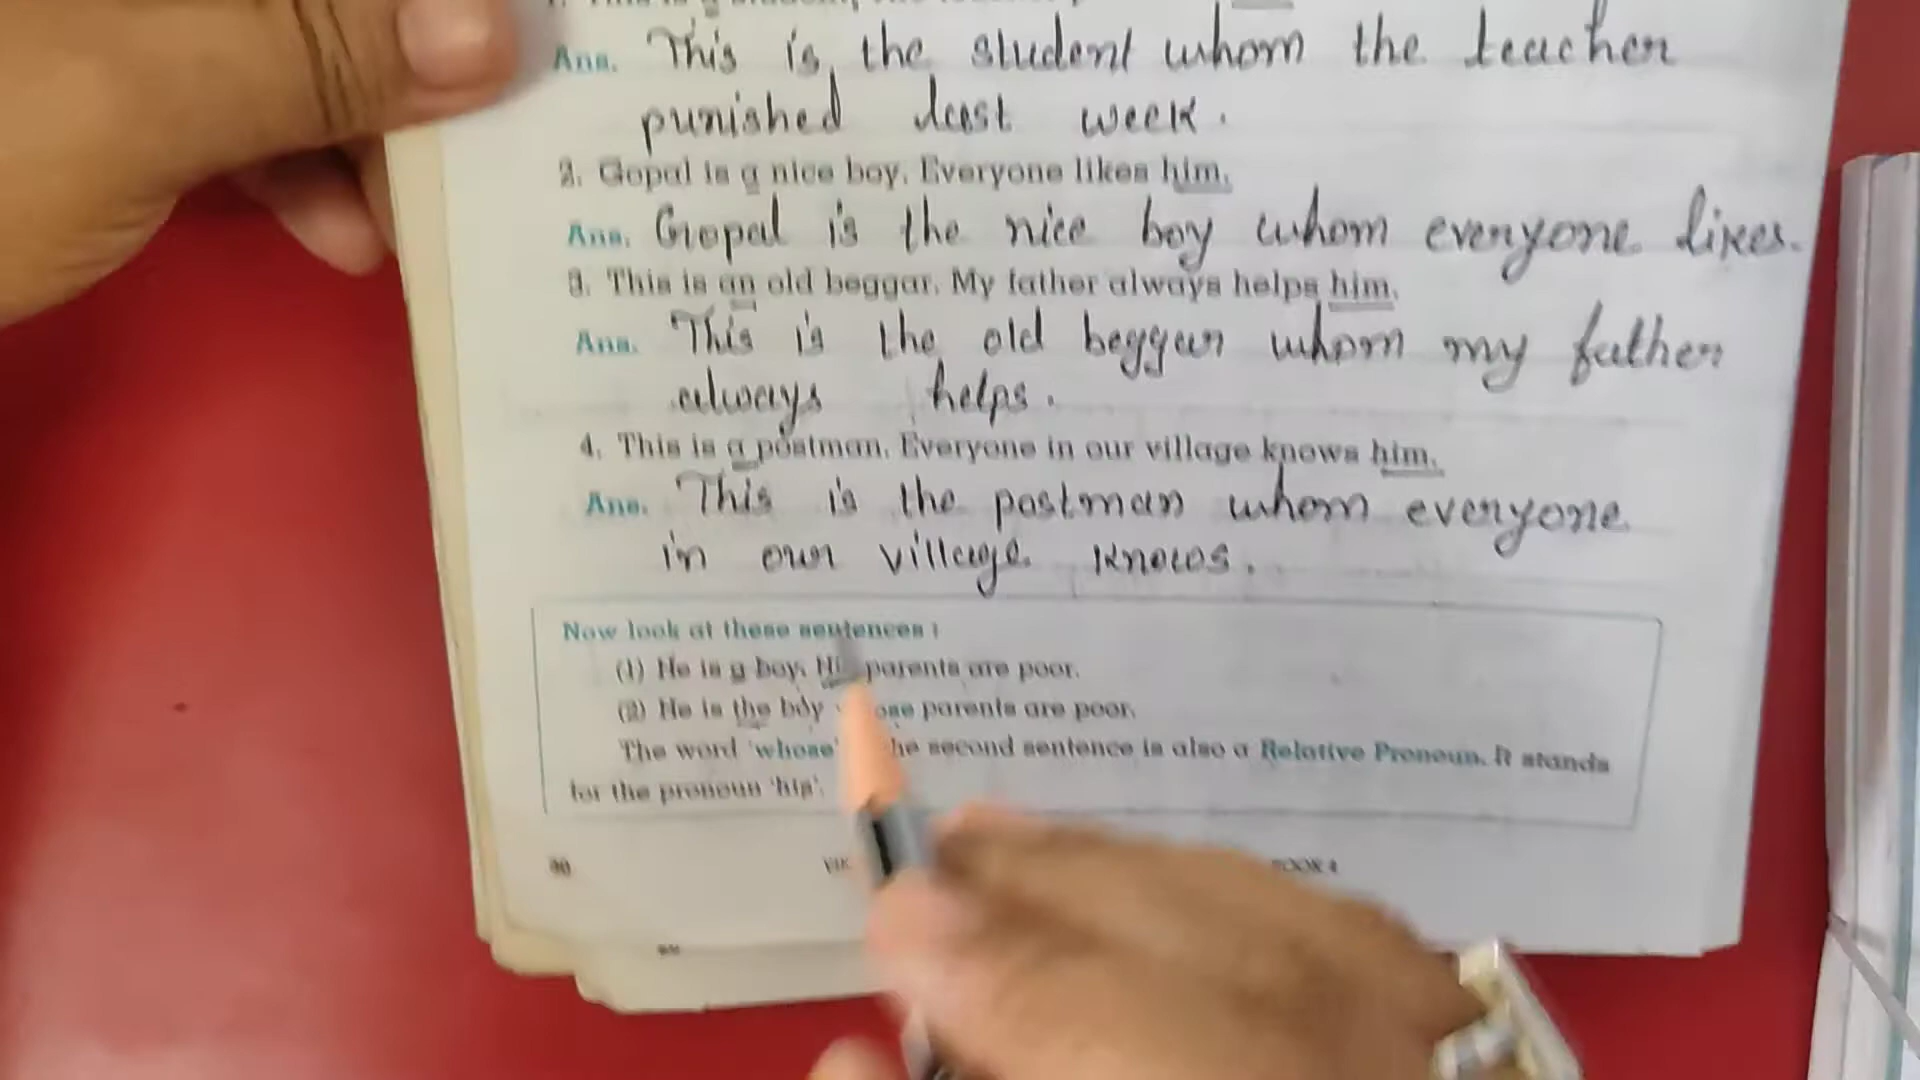 Ans. This is the student whom the teacher
punished last week.
2. Gopal is a nice boy. Everyone likes him.
Ans. Gopal is the nice boy whom everyone likes.
3. This is an old beggar. My father always helps him.
Ans. This is the old beggar whom my father
always helps.
4. This is a postman. Everyone in our village knows him.
Ans. This is the postman whom everyone
in our village knows.
Now look at these sentences :
(1) He is a boy. His parents are poor.
(2) He is the boy parents are poor.
The word 'whose' second sentence is also a Relative Pronoun. It stands
for the pronoun 'his'.
BOOK 4